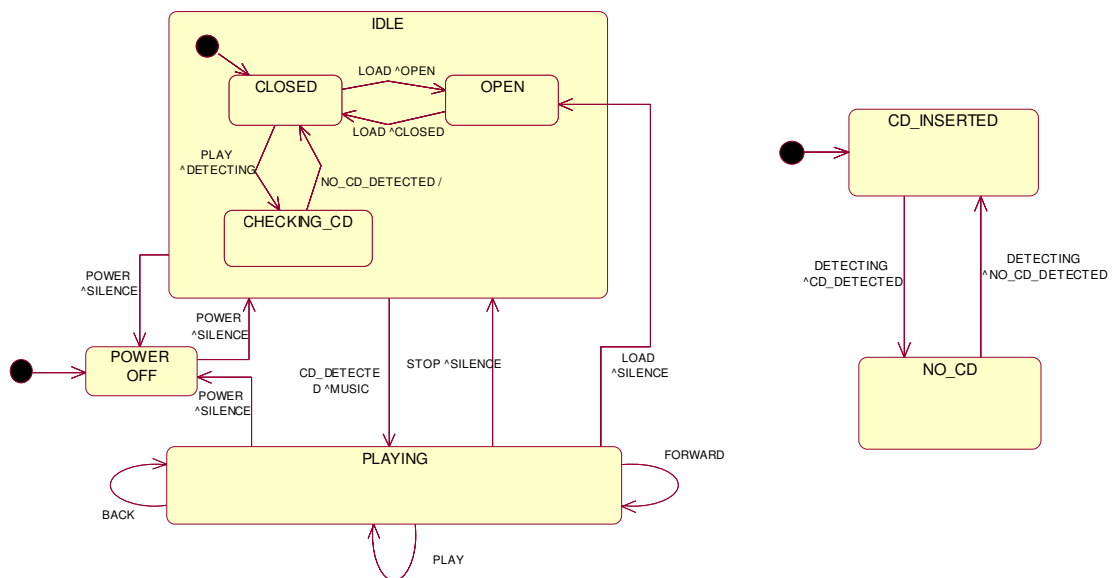 IDLE
CLOSED
LOAD ^OPEN
OPEN
LOAD ^CLOSED
PLAY
^DETECTING
NO_CD_DETECTED /
CHECKING_CD
POWER
^SILENCE
POWER
^SILENCE
POWER
OFF
POWER
^SILENCE
CD_DETECTE
D ^MUSIC
STOP ^SILENCE
LOAD
^SILENCE
PLAYING
BACK
FORWARD
PLAY
CD_INSERTED
DETECTING
^CD_DETECTED
DETECTING
^NO_CD_DETECTED
NO_CD